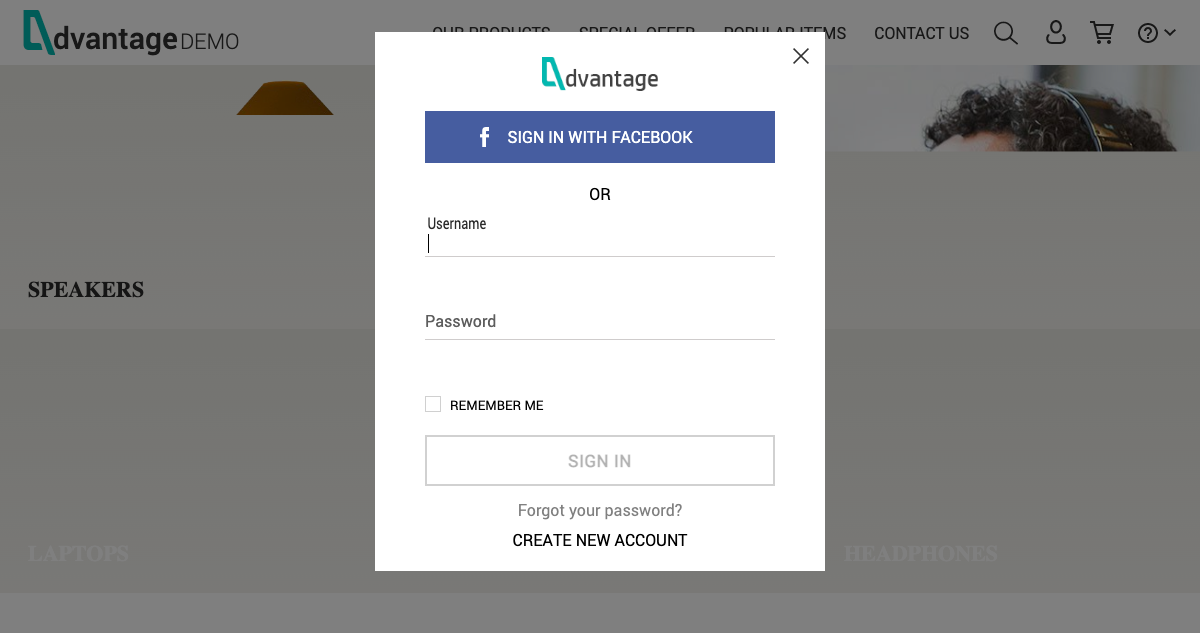 dvantage DEMO
OUR PRODUCTS SPECIAL OFFER POPULAR ITEMS CONTACT US
dvantage
SIGN IN WITH FACEBOOK
OR
Username
SPEAKERS
Password
REMEMBER ME
SIGN IN
Forgot your password?
CREATE NEW ACCOUNT
LAPTOPS
HEADPHONES